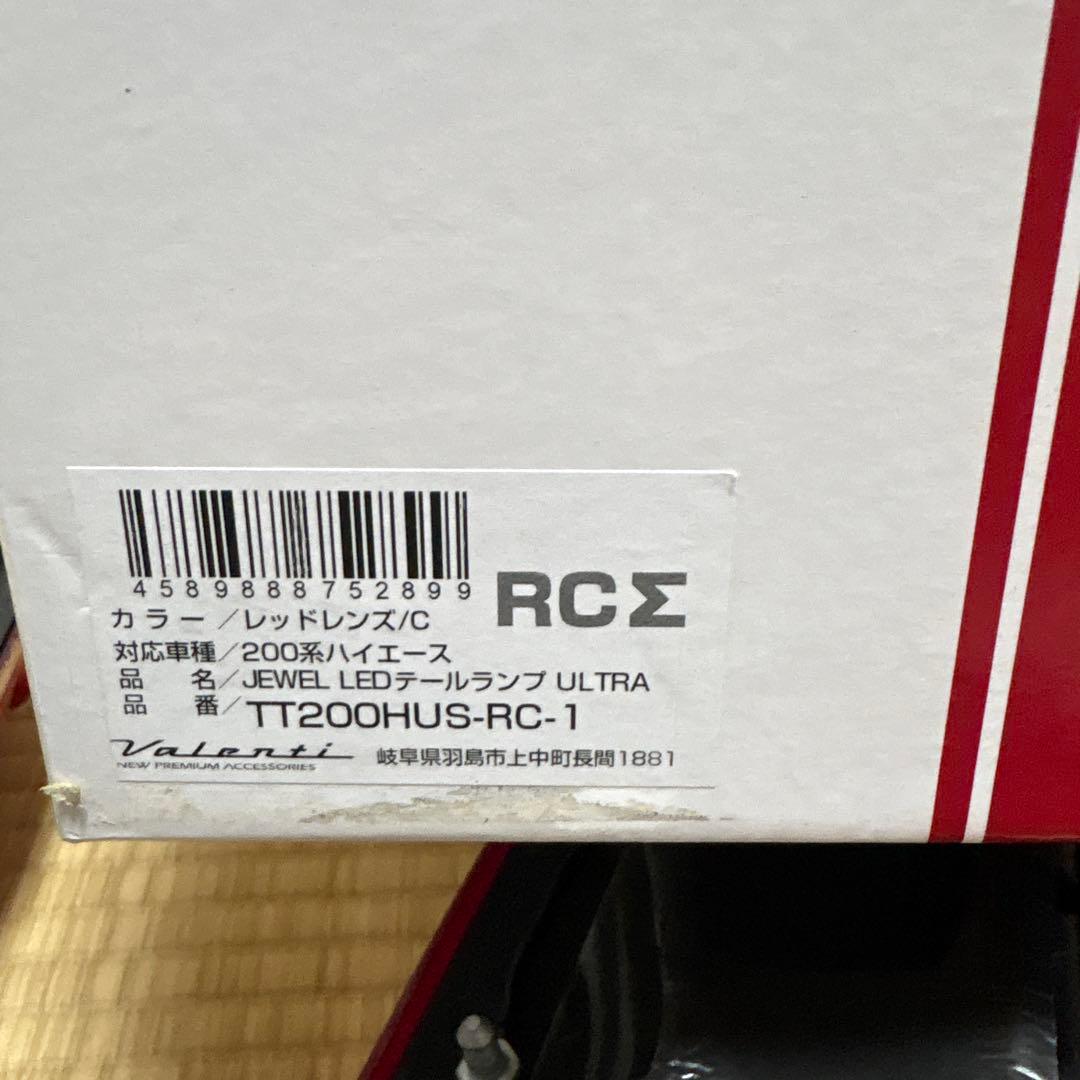 4589888752899
RCΣ
カラー/レッドレンズ/C
対応車種/200系ハイエース
品 名/JEWEL LEDテールランプ ULTRA
品 番/TT200HUS-RC-1
Valenti 岐阜県羽島市上中町長間1881
NEW PREMIUM ACCESSORIES